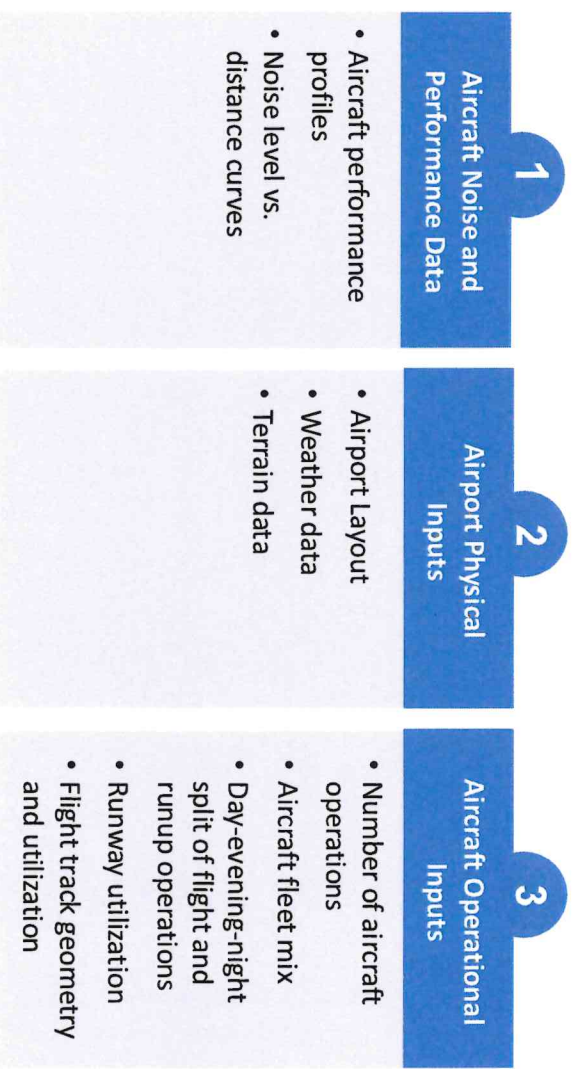 1
Aircraft Noise and
Performance Data
• Aircraft performance
profiles
• Noise level vs.
distance curves
2
Airport Physical
Inputs
• Airport Layout
• Weather data
• Terrain data
3
Aircraft Operational
Inputs
• Number of aircraft
operations
• Aircraft fleet mix
• Day-evening-night
split of flight and
runup operations
• Runway utilization
• Flight track geometry
and utilization